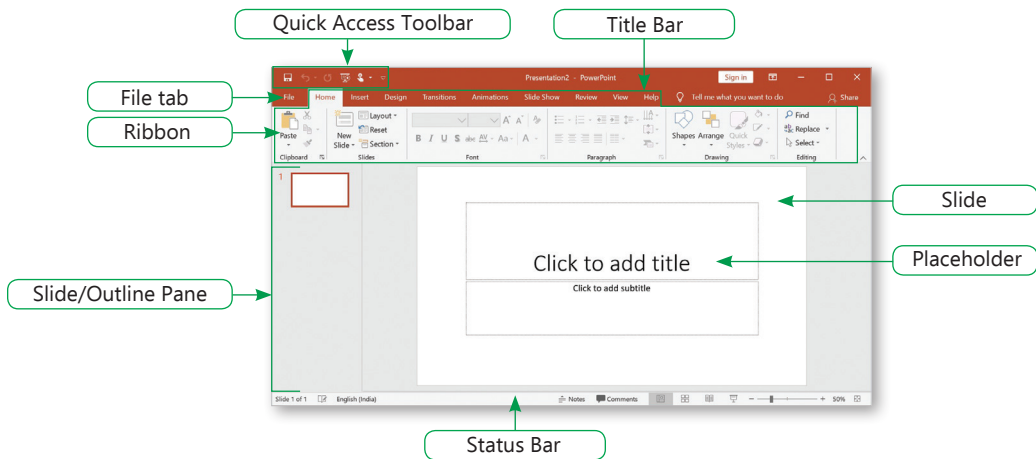 Quick Access Toolbar
Title Bar
Presentation2 - PowerPoint
Sign in
File tab
File Home Insert Design Transitions Animations Slide Show Review View Help Tell me what you want to do Share
Ribbon
Paste
New
Slide
Layout
Reset
Section
B I U S abc AV Aa A
Shapes Arrange Quick
Styles
Find
Replace
Select
Clipboard Slides Font Paragraph Drawing Editing
1
Slide
Click to add title
Placeholder
Click to add subtitle
Slide/Outline Pane
Slide 1 of 1 English (India) Notes Comments 50%
Status Bar